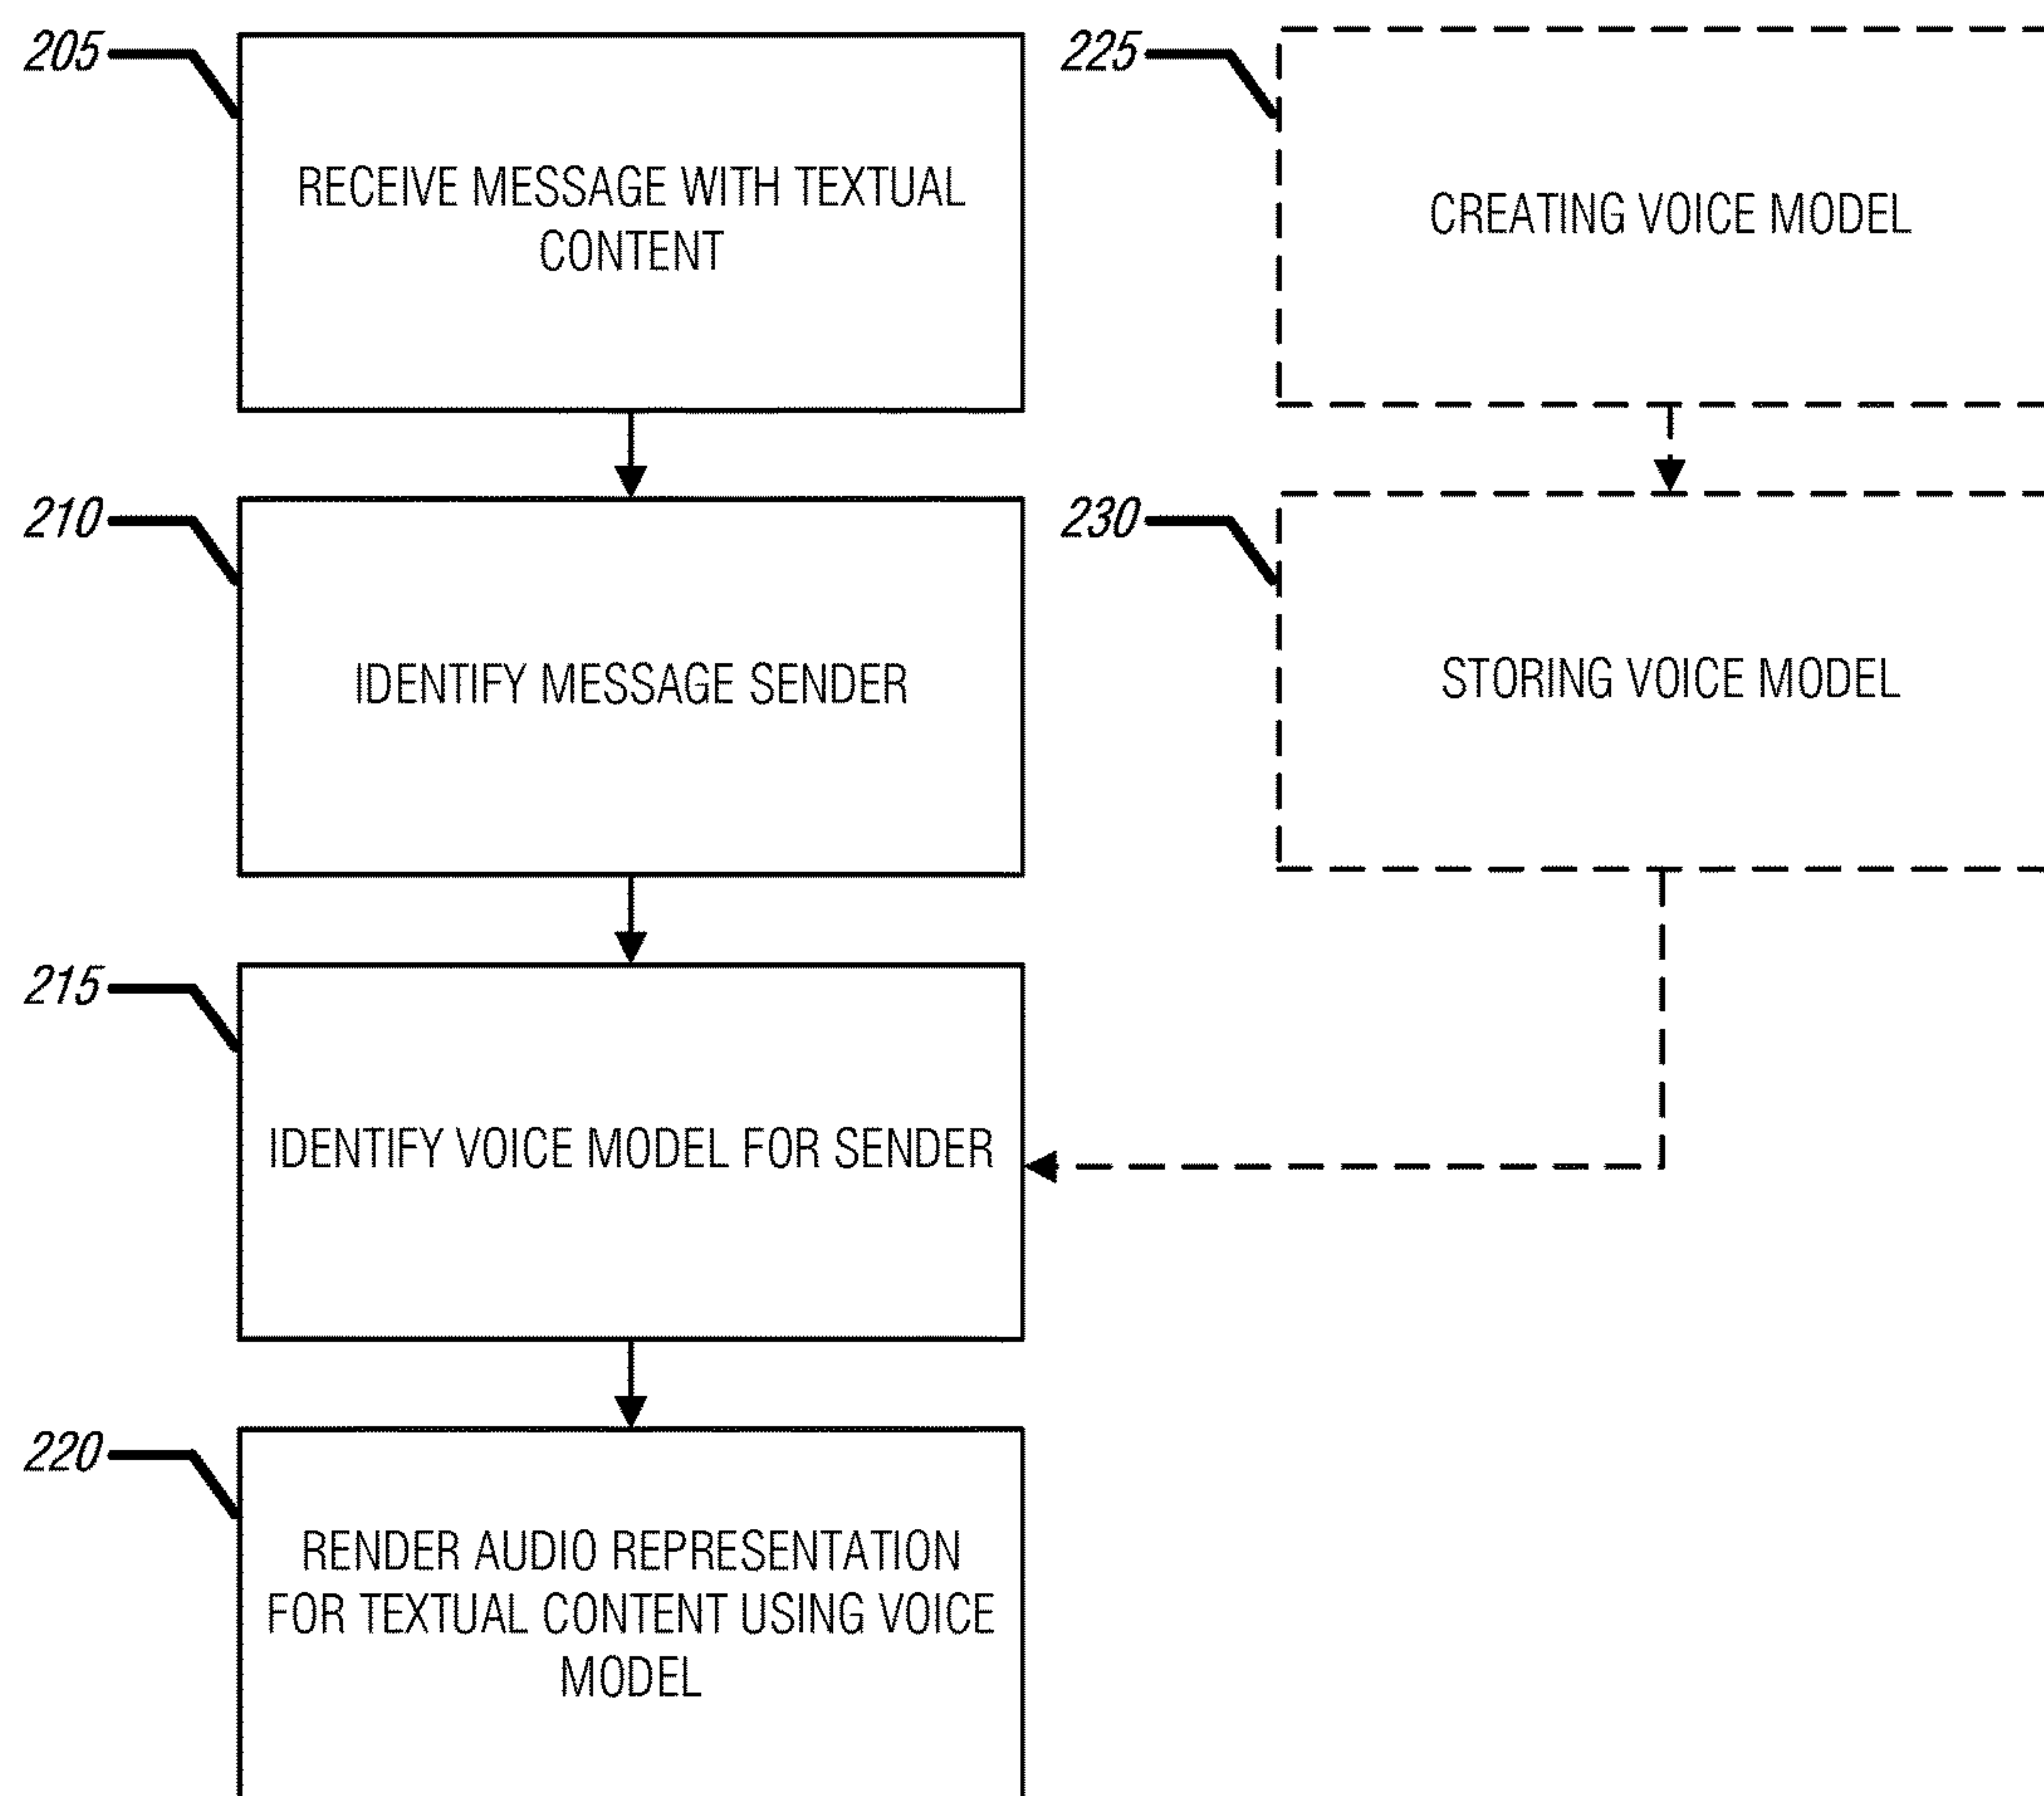 205
RECEIVE MESSAGE WITH TEXTUAL
CONTENT
210
IDENTIFY MESSAGE SENDER
215
IDENTIFY VOICE MODEL FOR SENDER
220
RENDER AUDIO REPRESENTATION
FOR TEXTUAL CONTENT USING VOICE
MODEL
225
CREATING VOICE MODEL
230
STORING VOICE MODEL